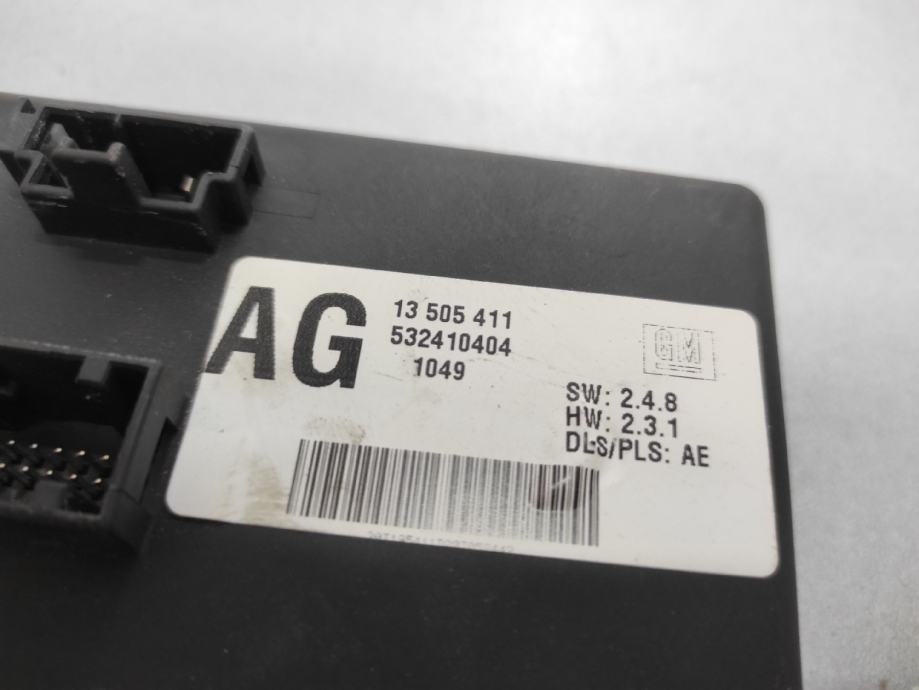 AG
13 505 411
532410404
1049
GM
SW: 2.4.8
HW: 2.3.1
DLS/PLS: AE